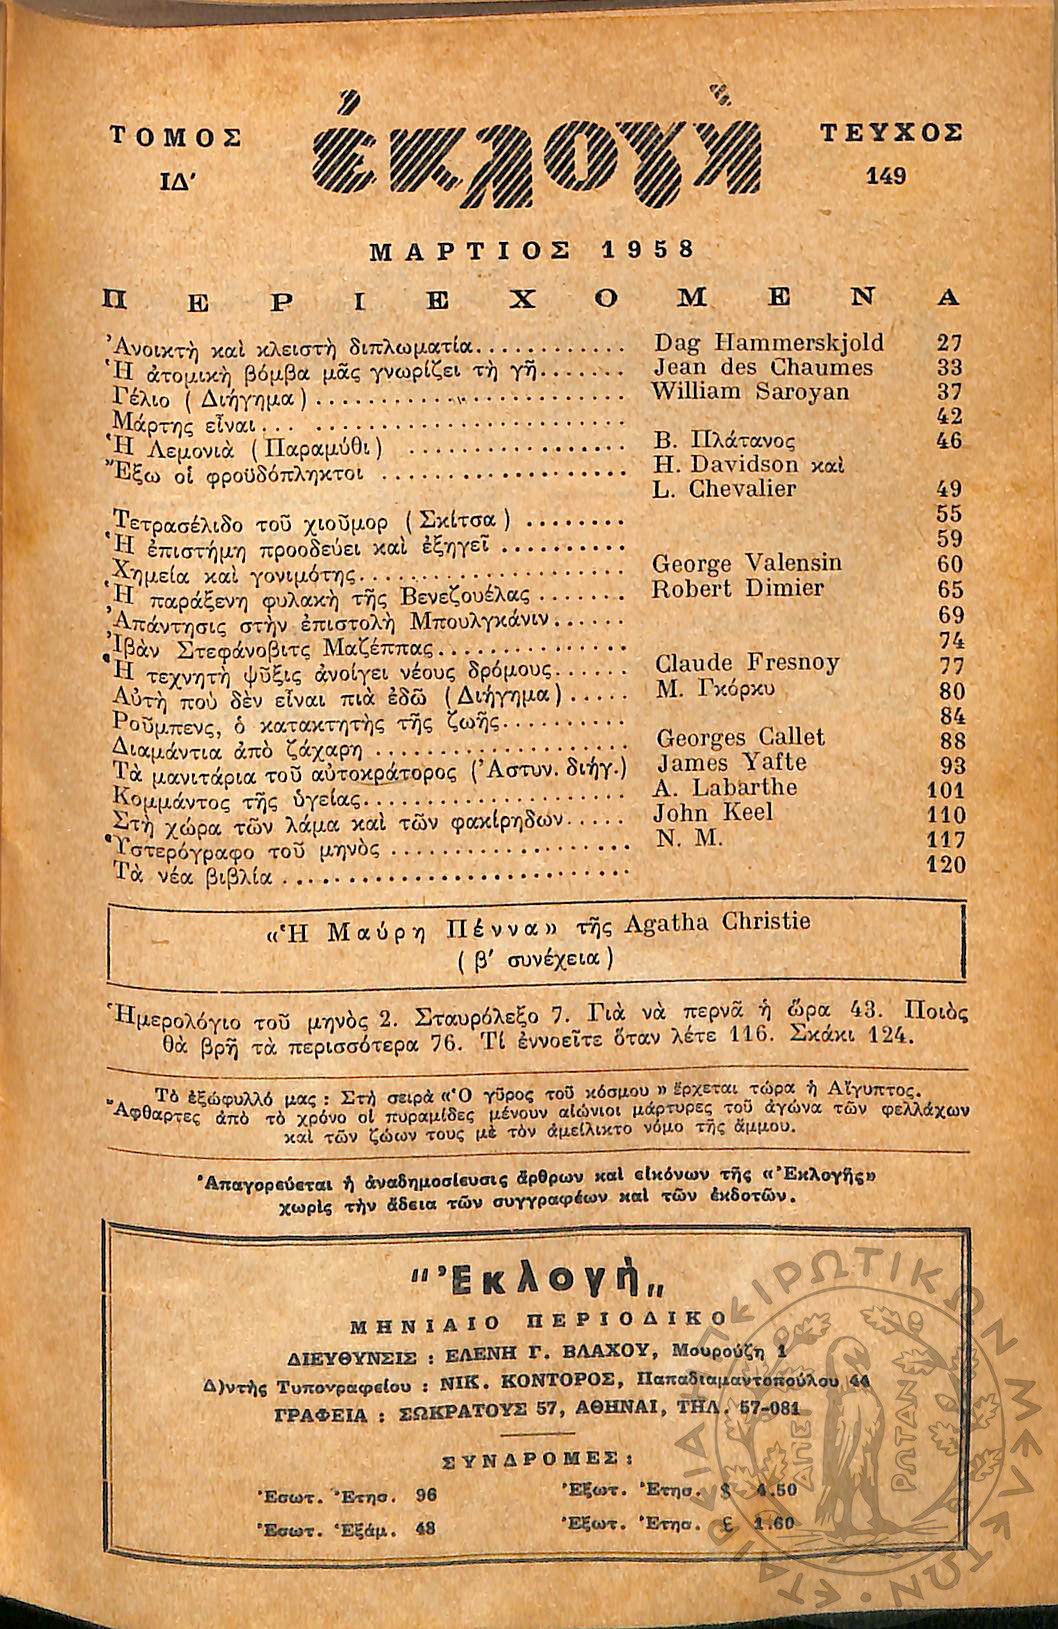 ΤΟΜΟΣ
ΙΔ'
ἐκλογὴ
ΤΕΥΧΟΣ
149
ΜΑΡΤΙΟΣ 1958
ΠΕΡΙΕΧΟΜΕΝΑ
Ἀνοικτὴ καὶ κλειστὴ διπλωματία............ Dag Hammerskjold 27
Ἡ ἀτομικὴ βόμβα μᾶς γνωρίζει τὴ γῆ....... Jean des Chaumes 33
Γέλιο (Διήγημα) ........................ William Saroyan 37
Μάρτης εἶναι... ........................ 42
Ἡ Λεμονιὰ (Παραμύθι) ................. Β. Πλάτανος 46
Ἔξω οἱ φροϋδόπληκτοι .................. H. Davidson καὶ
L. Chevalier 49
Τετρασέλιδο τοῦ χιοῦμορ (Σκίτσα) ........ 55
Ἡ ἐπιστήμη προοδεύει καὶ ἐξηγεῖ .......... 59
Χημεία καὶ γονιμότης..................... George Valensin 60
Ἡ παράξενη φυλακὴ τῆς Βενεζουέλας ....... Robert Dimier 65
Ἀπάντησις στὴν ἐπιστολὴ Μπουλγκάνιν...... 69
Ἰβὰν Στεφάνοβιτς Μαζέππας............... 74
Ἡ τεχνητὴ ψῦξις ἀνοίγει νέους δρόμους...... Claude Fresnoy 77
Αὐτὴ ποὺ δὲν εἶναι πιὰ ἐδῶ (Διήγημα) ..... Μ. Γκόρκυ 80
Ροῦμπενς, ὁ κατακτητὴς τῆς ζωῆς.......... 84
Διαμάντια ἀπὸ ζάχαρη .................... Georges Callet 88
Τὰ μανιτάρια τοῦ αὐτοκράτορος (Ἀστυν. διήγ.) James Yafte 93
Κομμάντος τῆς ὑγείας..................... A. Labarthe 101
Στὴ χώρα τῶν λάμα καὶ τῶν φακίρηδων..... John Keel 110
Ὑστερόγραφο τοῦ μηνὸς ................... Ν. Μ. 117
Τὰ νέα βιβλία ........................... 120
«Ἡ Μαύρη Πέννα» τῆς Agatha Christie
(β' συνέχεια)
Ἡμερολόγιο τοῦ μηνὸς 2. Σταυρόλεξο 7. Γιὰ νὰ περνᾶ ἡ ὥρα 43. Ποιὸς
θὰ βρῆ τὰ περισσότερα 76. Τί ἐννοεῖτε ὅταν λέτε 116. Σκάκι 124.
Τὸ ἐξώφυλλό μας : Στὴ σειρὰ «Ὁ γῦρος τοῦ κόσμου» ἔρχεται τώρα ἡ Αἴγυπτος.
Ἄφθαρτες ἀπὸ τὸ χρόνο οἱ πυραμίδες μένουν αἰώνιοι μάρτυρες τοῦ ἀγώνα τῶν φελλάχων
καὶ τῶν ζώων τους μὲ τὸν ἀμείλικτο νόμο τῆς ἄμμου.
Ἀπαγορεύεται ἡ ἀναδημοσίευσις ἄρθρων καὶ εἰκόνων τῆς «Ἐκλογῆς»
χωρὶς τὴν ἄδεια τῶν συγγραφέων καὶ τῶν ἐκδοτῶν.
"Ἐκλογὴ„
ΜΗΝΙΑΙΟ ΠΕΡΙΟΔΙΚΟ
ΔΙΕΥΘΥΝΣΙΣ : ΕΛΕΝΗ Γ. ΒΛΑΧΟΥ, Μουρούζη 1
Δ)ντὴς Τυπογραφείου : ΝΙΚ. ΚΟΝΤΟΡΟΣ, Παπαδιαμαντοπούλου 44
ΓΡΑΦΕΙΑ : ΣΩΚΡΑΤΟΥΣ 57, ΑΘΗΝΑΙ, ΤΗΛ. 57-081
ΣΥΝΔΡΟΜΕΣ :
Ἐσωτ. Ἐτησ. 96 Ἐξωτ. Ἐτησ. $ 4.50
Ἐσωτ. Ἐξάμ. 48 Ἐξωτ. Ἐτησ. £ 1.60
ΕΤΑΙΡΕΙΑ ΗΠΕΙΡΩΤΙΚΩΝ ΜΕΛΕΤΩΝ
ΑΠΕΙΡΩΤΑΝ